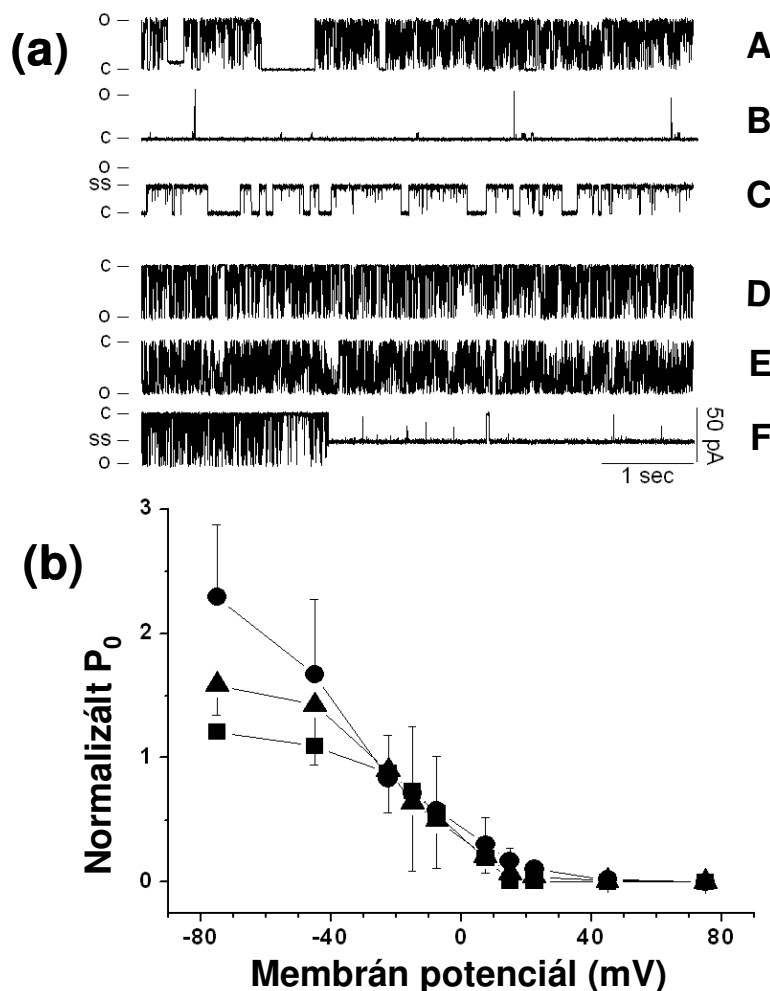 (a)
O –
C –
A
O –
C –
B
O –
SS –
C –
C
C –
O –
D
C –
O –
E
C –
SS –
O –
50 pA
F
1 sec
(b)
3
2
1
0
Normalizált P0
-80 -40 0 40 80
Membrán potenciál (mV)